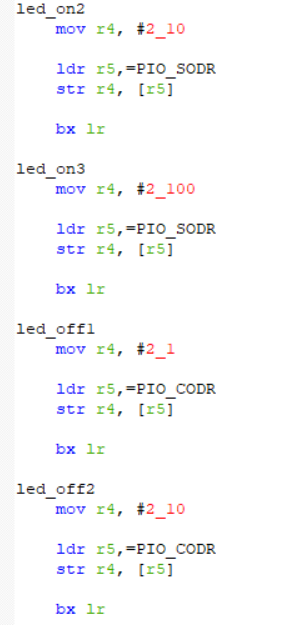 led_on2
mov r4, #2_10
ldr r5,=PIO_SODR
str r4, [r5]
bx lr
led_on3
mov r4, #2_100
ldr r5,=PIO_SODR
str r4, [r5]
bx lr
led_off1
mov r4, #2_1
ldr r5,=PIO_CODR
str r4, [r5]
bx lr
led_off2
mov r4, #2_10
ldr r5,=PIO_CODR
str r4, [r5]
bx lr